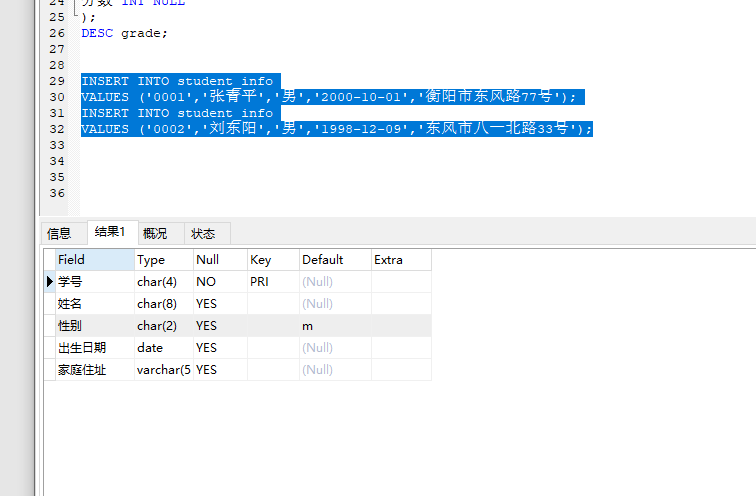 24 分数 INT NULL
25 );
26 DESC grade;
27
28
29 INSERT INTO student_info
30 VALUES ('0001','张青平','男','2000-10-01','衡阳市东风路77号');
31 INSERT INTO student_info
32 VALUES ('0002','刘东阳','男','1998-12-09','东风市八一北路33号');
33
34
35
36
信息 结果1 概况 状态
Field Type Null Key Default Extra
学号 char(4) NO PRI (Null)
姓名 char(8) YES (Null)
性别 char(2) YES m
出生日期 date YES (Null)
家庭住址 varchar(5 YES (Null)